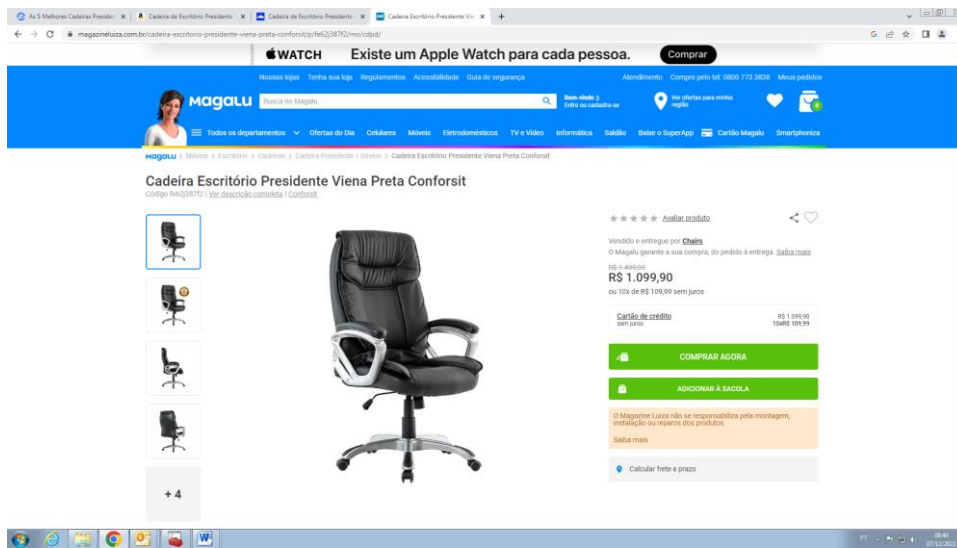 As 5 Melhores Cadeiras Presiden
Cadeira de Escritório Presidente
Cadeira de Escritório Presidente
Cadeira Escritório Presidente Vie
magazineluiza.com.br/cadeira-escritorio-presidente-viena-preta-conforsit/p/fe62j387f2/mo/cdpd/
WATCH Existe um Apple Watch para cada pessoa. Comprar
Nossas lojas Tenha sua loja Regulamentos Acessibilidade Guia de segurança Atendimento Compre pelo tel: 0800 773 3838 Meus pedidos
Magalu Busca no Magalu Bem-vindo :) Ver ofertas para minha
Entre ou cadastre-se região 0
Todos os departamentos Ofertas do Dia Celulares Móveis Eletrodomésticos TV e Vídeo Informática Saldão Baixe o SuperApp Cartão Magalu Smartphoniza
Magalu > Móveis > Escritório > Cadeiras > Cadeira Presidente / Diretor > Cadeira Escritório Presidente Viena Preta Conforsit
Cadeira Escritório Presidente Viena Preta Conforsit
Código fe62j387f2 | Ver descrição completa | Conforsit
Avaliar produto
Vendido e entregue por Chairs
O Magalu garante a sua compra, do pedido à entrega. Saiba mais
R$ 1.499,00
R$ 1.099,90
ou 10x de R$ 109,99 sem juros
Cartão de crédito R$ 1.099,90
sem juros 10xR$ 109,99
COMPRAR AGORA
ADICIONAR À SACOLA
O Magazine Luiza não se responsabiliza pela montagem,
instalação ou reparos dos produtos.
Saiba mais
Calcular frete e prazo
+ 4
PT 08:49
07/12/2022